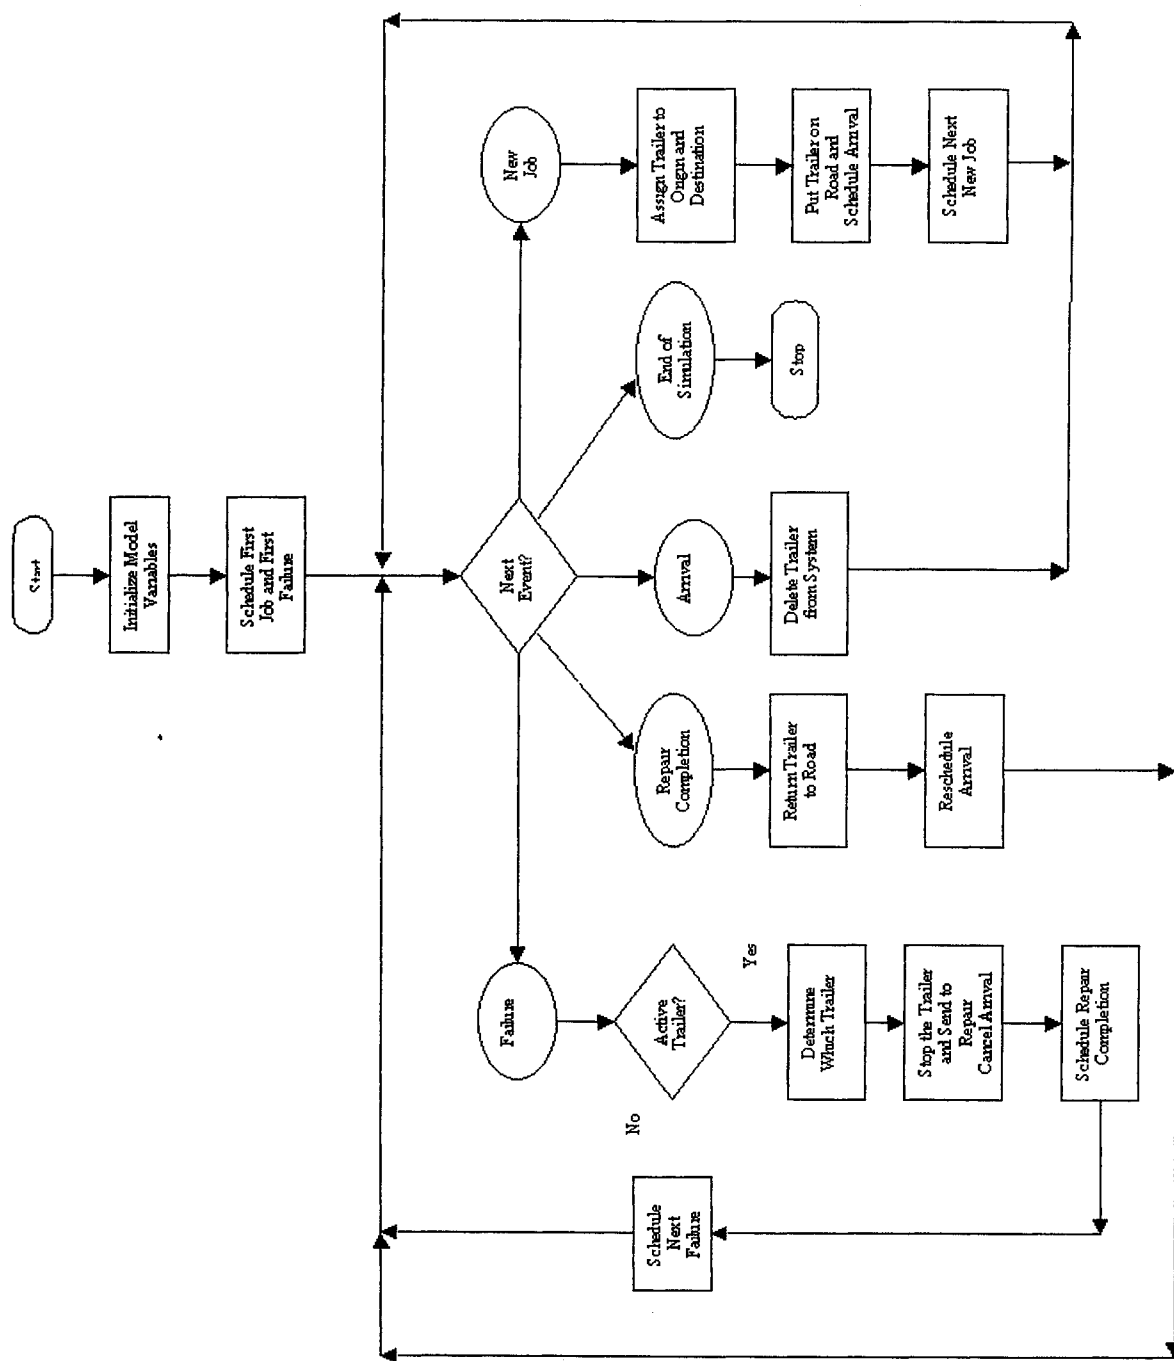 Start
Initialize Model
Variables
Schedule First
Job and First
Failure
Next
Event?
Failure
Active
Trailer?
No
Yes
Schedule
Next
Failure
Determine
Which Trailer
Stop the Trailer
and Send to
Repair
Cancel Arrival
Schedule Repair
Completion
Repair
Completion
Return Trailer
to Road
Reschedule
Arrival
Arrival
Delete Trailer
from System
End of
Simulation
Stop
New
Job
Assign Trailer to
Origin and
Destination
Put Trailer on
Road and
Schedule Arrival
Schedule Next
New Job